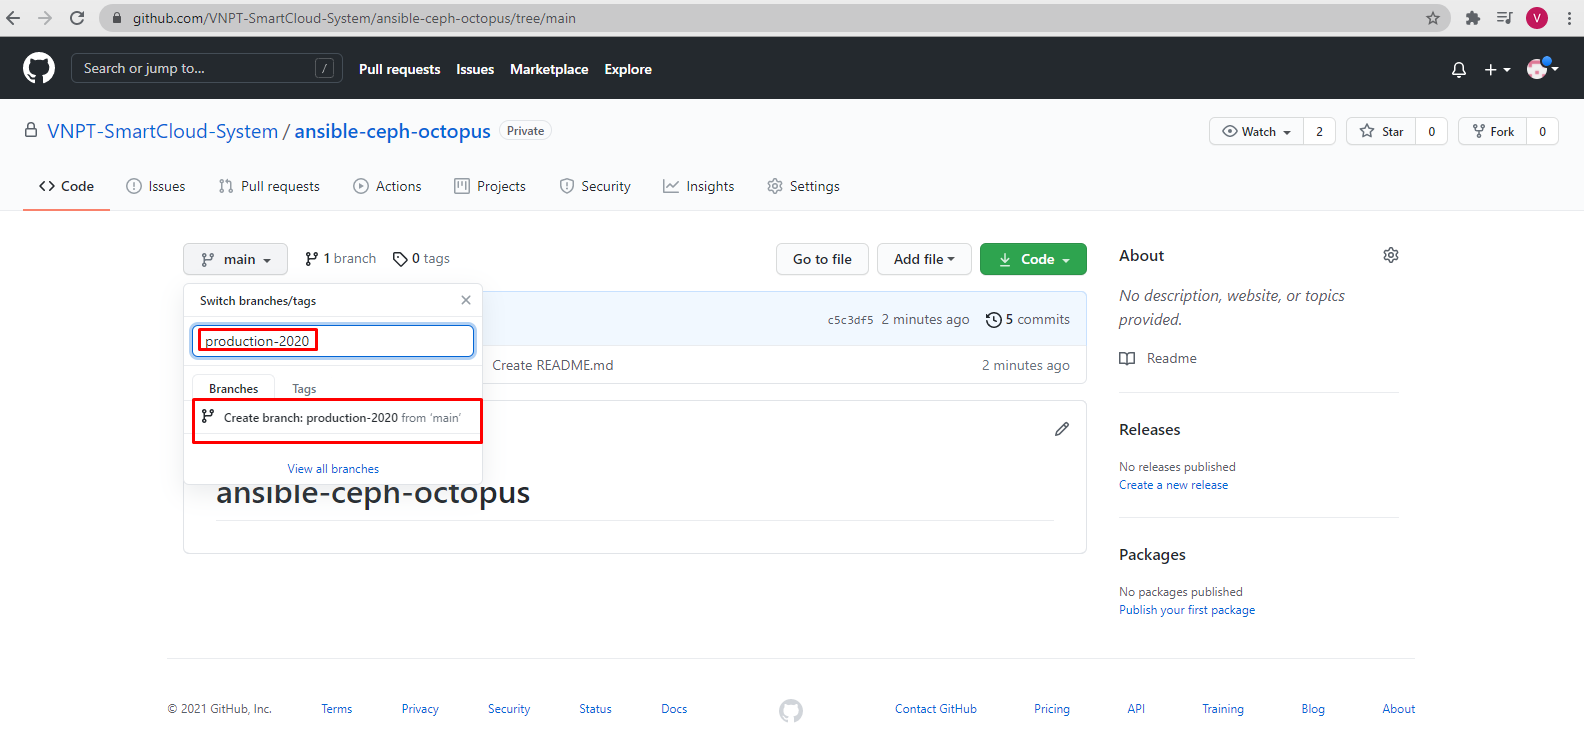 github.com/VNPT-SmartCloud-System/ansible-ceph-octopus/tree/main
V
Search or jump to...
/
Pull requests
Issues
Marketplace
Explore
VNPT-SmartCloud-System / ansible-ceph-octopus
Private
Watch
2
Star
0
Fork
0
Code
Issues
Pull requests
Actions
Projects
Security
Insights
Settings
main
1 branch
0 tags
Go to file
Add file
Code
Switch branches/tags
production-2020
Branches
Tags
Create branch: production-2020 from 'main'
View all branches
c5c3df5 2 minutes ago
5 commits
Create README.md
2 minutes ago
ansible-ceph-octopus
About
No description, website, or topics
provided.
Readme
Releases
No releases published
Create a new release
Packages
No packages published
Publish your first package
© 2021 GitHub, Inc.
Terms
Privacy
Security
Status
Docs
Contact GitHub
Pricing
API
Training
Blog
About